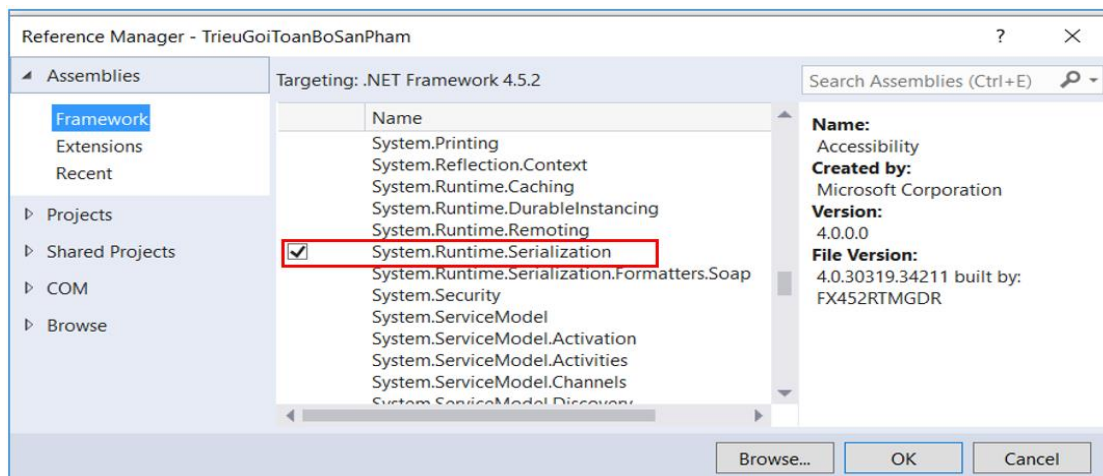 Reference Manager - TrieuGoiToanBoSanPham
? ×
Assemblies
Framework
Extensions
Recent
Projects
Shared Projects
COM
Browse
Targeting: .NET Framework 4.5.2
Name
System.Printing
System.Reflection.Context
System.Runtime.Caching
System.Runtime.DurableInstancing
System.Runtime.Remoting
System.Runtime.Serialization
System.Runtime.Serialization.Formatters.Soap
System.Security
System.ServiceModel
System.ServiceModel.Activation
System.ServiceModel.Activities
System.ServiceModel.Channels
System.ServiceModel.Discovery
Search Assemblies (Ctrl+E)
Name:
Accessibility
Created by:
Microsoft Corporation
Version:
4.0.0.0
File Version:
4.0.30319.34211 built by:
FX452RTMGDR
Browse... OK Cancel